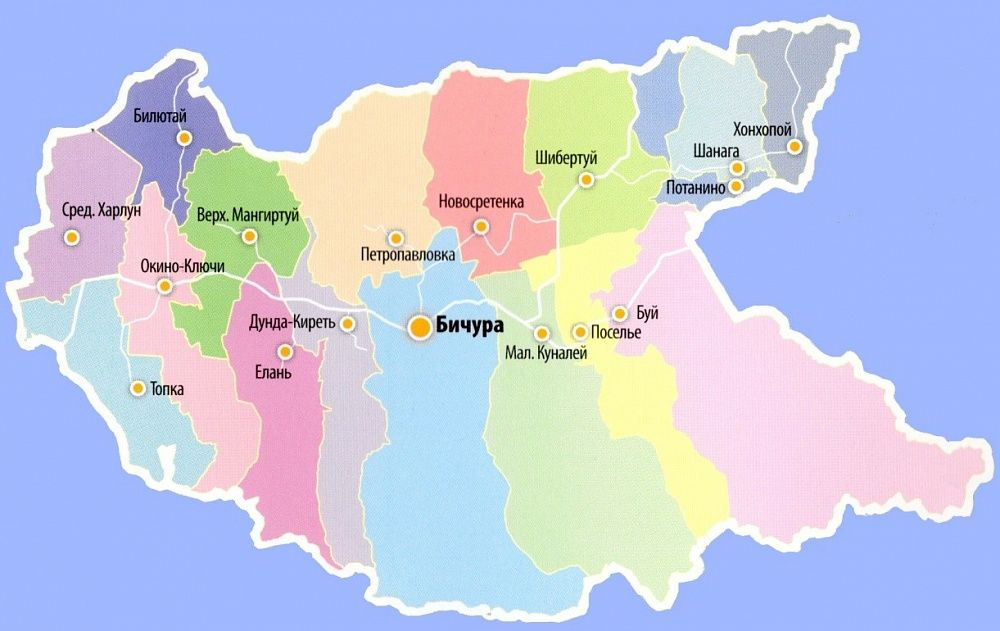 Билютай
Хонхопой
Шанага
Шибертуй
Потанино
Новосретенка
Сред. Харлун
Верх. Мангиртуй
Петропавловка
Окино-Ключи
Буй
Дунда-Киреть
Бичура
Поселье
Мал. Куналей
Елань
Топка